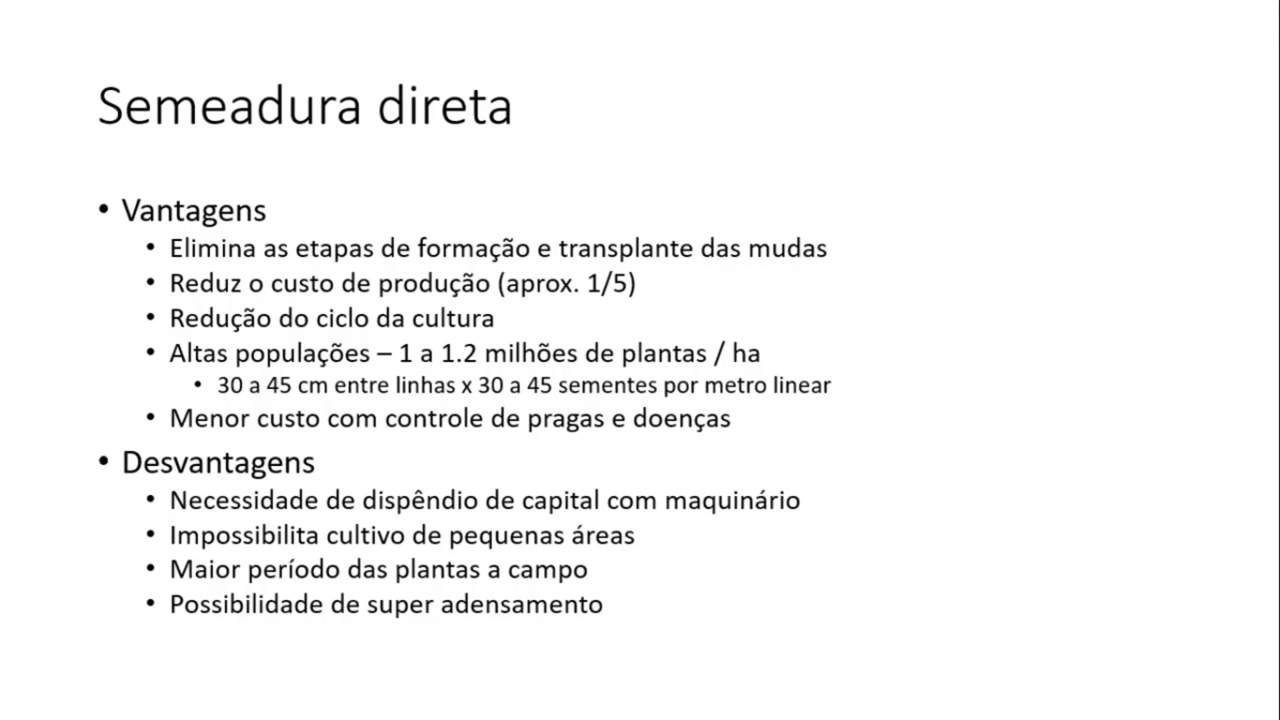 Semeadura direta
• Vantagens
• Elimina as etapas de formação e transplante das mudas
• Reduz o custo de produção (aprox. 1/5)
• Redução do ciclo da cultura
• Altas populações – 1 a 1.2 milhões de plantas / ha
• 30 a 45 cm entre linhas x 30 a 45 sementes por metro linear
• Menor custo com controle de pragas e doenças
• Desvantagens
• Necessidade de dispêndio de capital com maquinário
• Impossibilita cultivo de pequenas áreas
• Maior período das plantas a campo
• Possibilidade de super adensamento